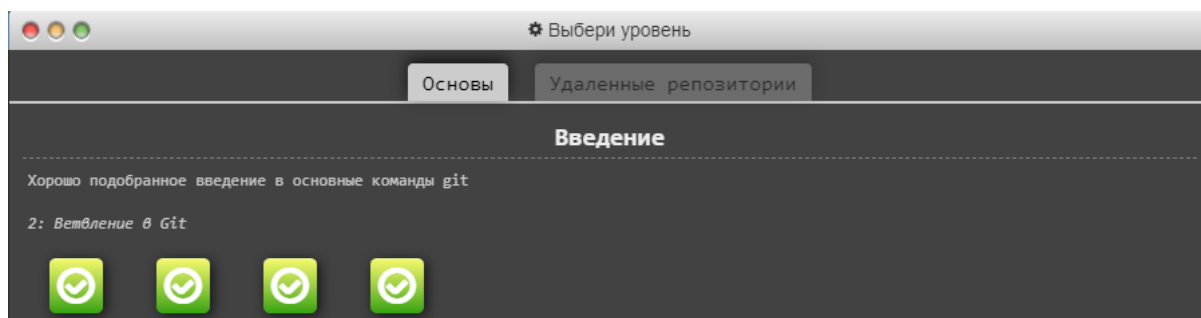 Выбери уровень
Основы
Удаленные репозитории
Введение
Хорошо подобранное введение в основные команды git
2: Ветвление в Git